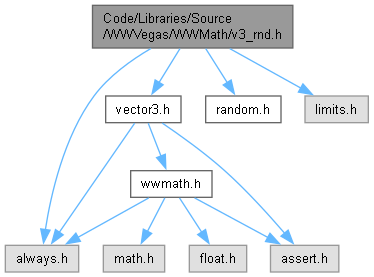 Code/Libraries/Source
/WWVegas/WWMath/v3_rnd.h
vector3.h
random.h
limits.h
wwmath.h
always.h
math.h
float.h
assert.h